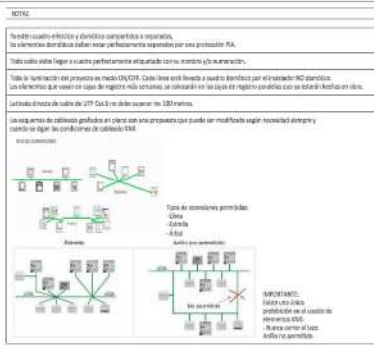 NOTAS
Ya estén cuadro eléctrico y domótico compartidos o separados,
los elementos domóticos deben estar perfectamente separados por una protección PIA.
Todo cable debe llegar a cuadro perfectamente etiquetado con su nombre y/o numeración.
Toda la iluminación del proyecto es modo ON/OFF. Cada línea será llevada a cuadro domótico por el instalador NO domótico.
Los elementos que vayan en cajas de registro más cercanas, se colocarán en las cajas de registro paralelas que ya estarán hechas en obra.
La tirada directa de cable de UTP Cat.6 no debe superar los 100 metros.
Los esquemas de cableados grafiados en plano son una propuesta que puede ser modificada según necesidad siempre y
cuando se sigan las condiciones de cableado KNX
Tipos de conexiones permitidas:
- Línea
- Estrella
- Árbol
Estrella
Anillo (no permitido)
No permitido
IMPORTANTE:
Existe una única
prohibición en el cuadro de
elementos KNX:
- Nunca cerrar el lazo.
Anillo no permitido.